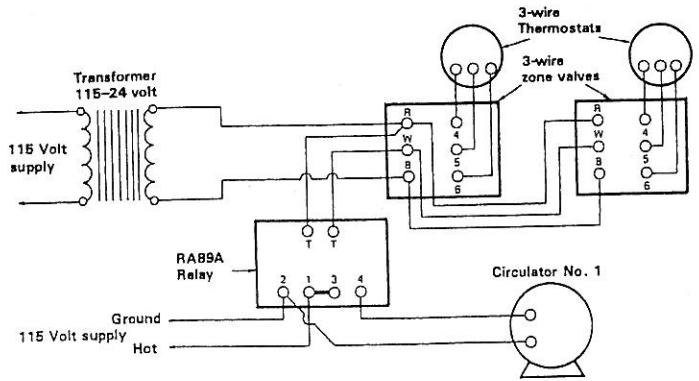 3-wire
Thermostats
Transformer
115–24 volt
3-wire
zone valves
115 Volt
supply
R
W
B
4
5
6
R
W
B
4
5
6
T T
RA89A
Relay
2 1 3 4
Circulator No. 1
Ground
115 Volt supply
Hot